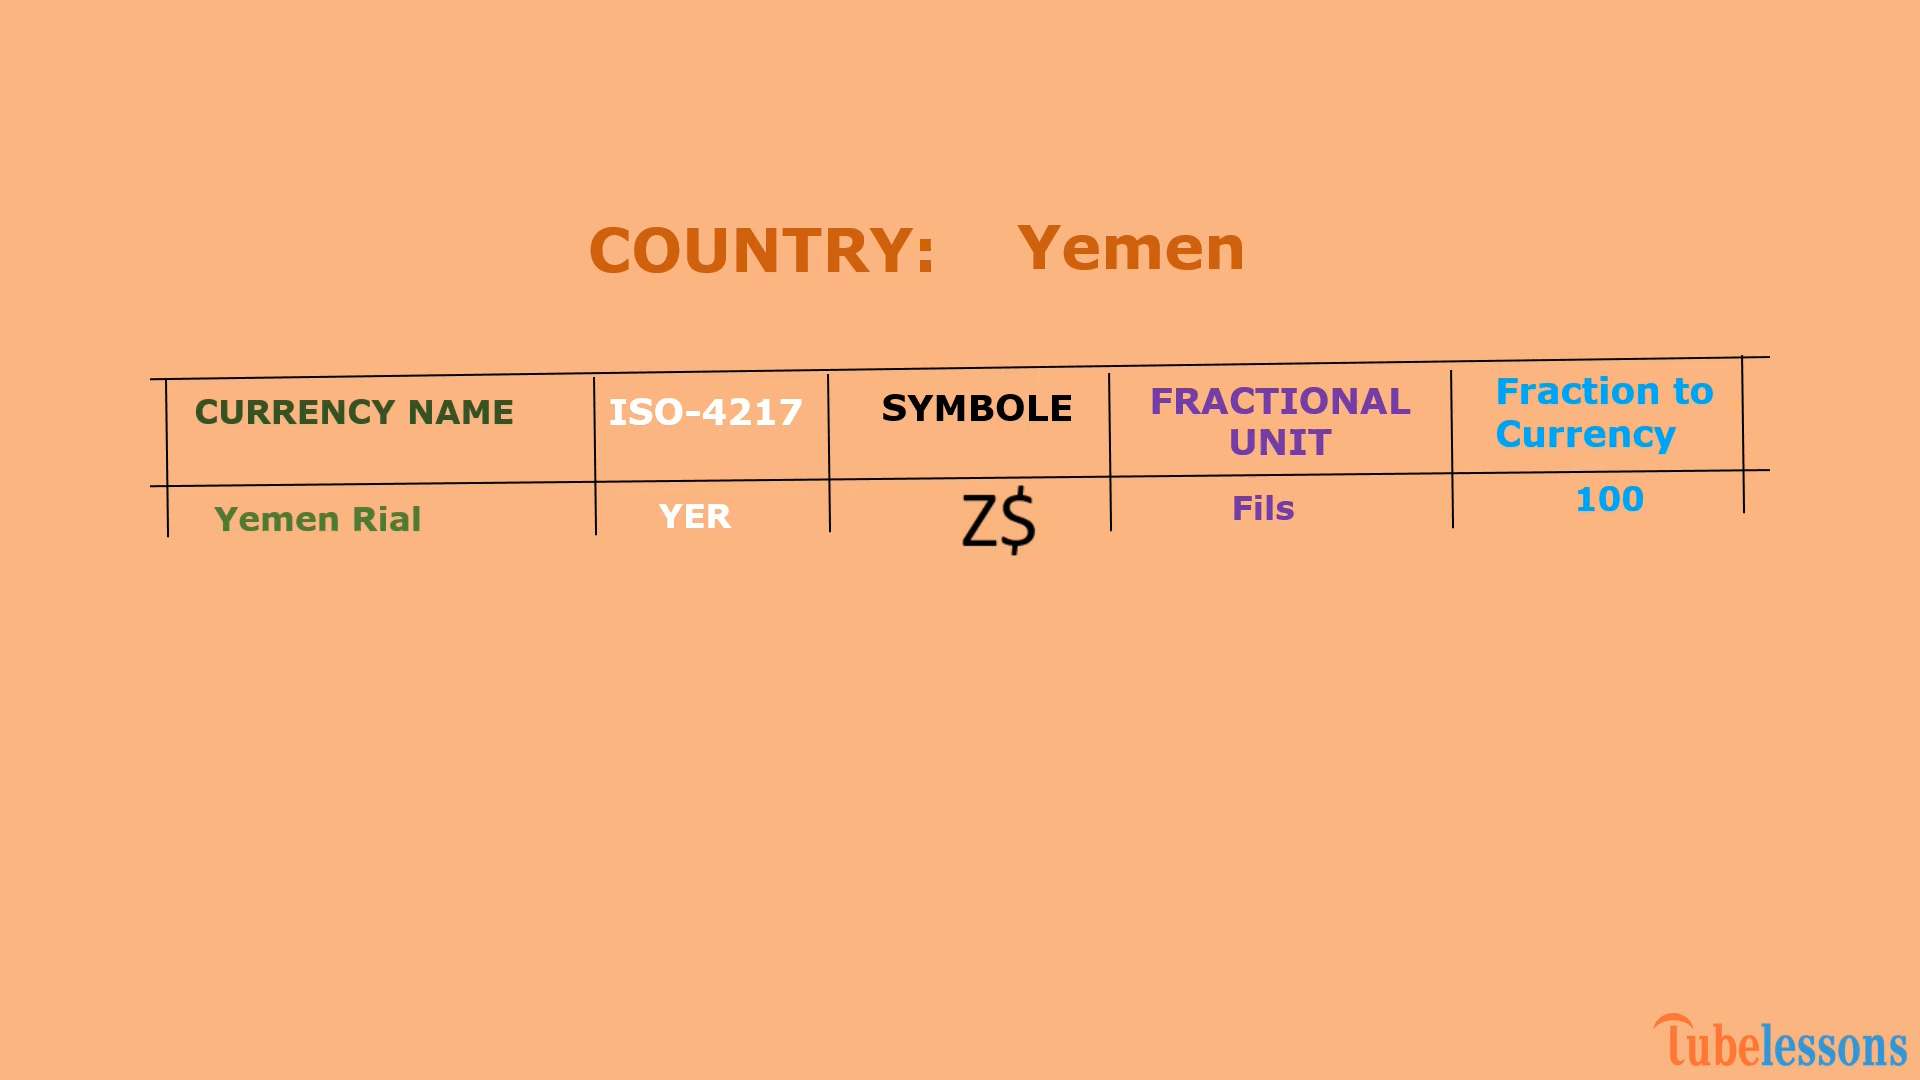 COUNTRY: Yemen
CURRENCY NAME
ISO-4217
SYMBOLE
FRACTIONAL
UNIT
Fraction to
Currency
Yemen Rial
YER
Z$
Fils
100
Tubelessons